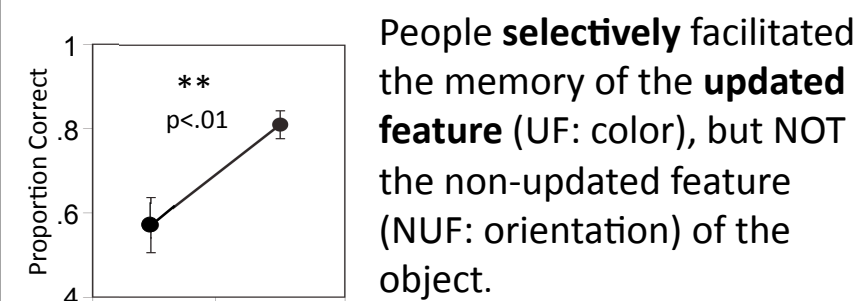 1
.8
.6
.4
Proportion Correct
**
p<.01
People selectively facilitated
the memory of the updated
feature (UF: color), but NOT
the non-updated feature
(NUF: orientation) of the
object.